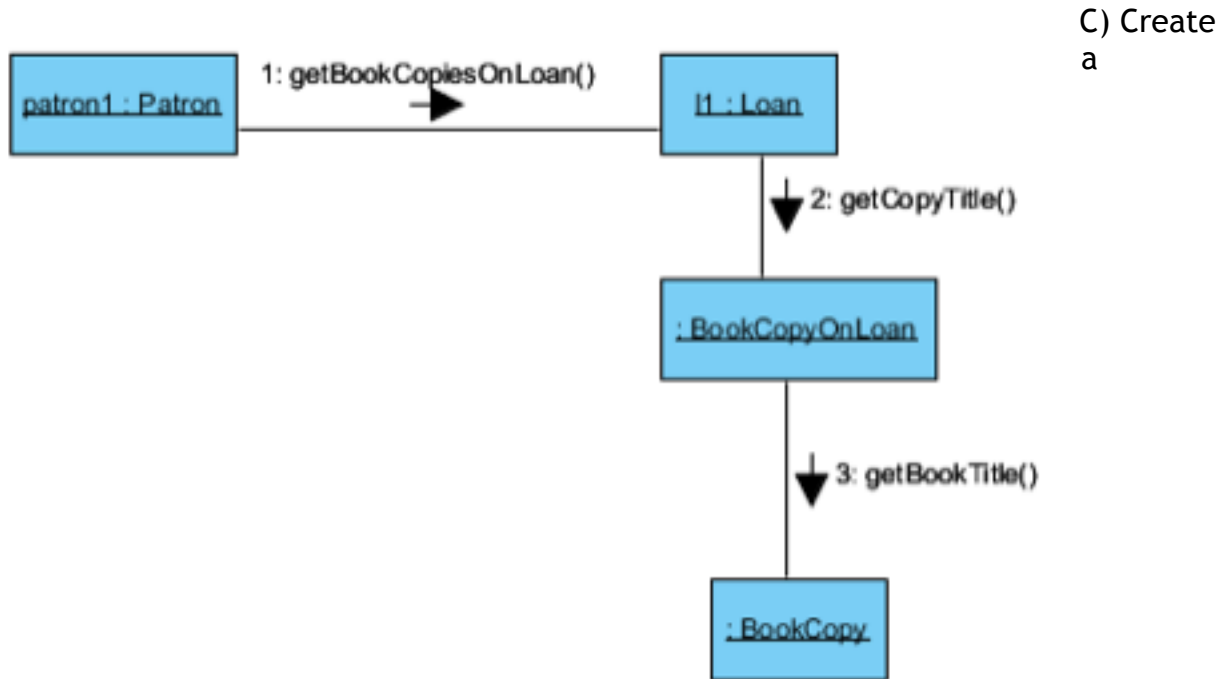 C) Create
a
1: getBookCopiesOnLoan()
patron1 : Patron
l1 : Loan
2: getCopyTitle()
: BookCopyOnLoan
3: getBookTitle()
: BookCopy